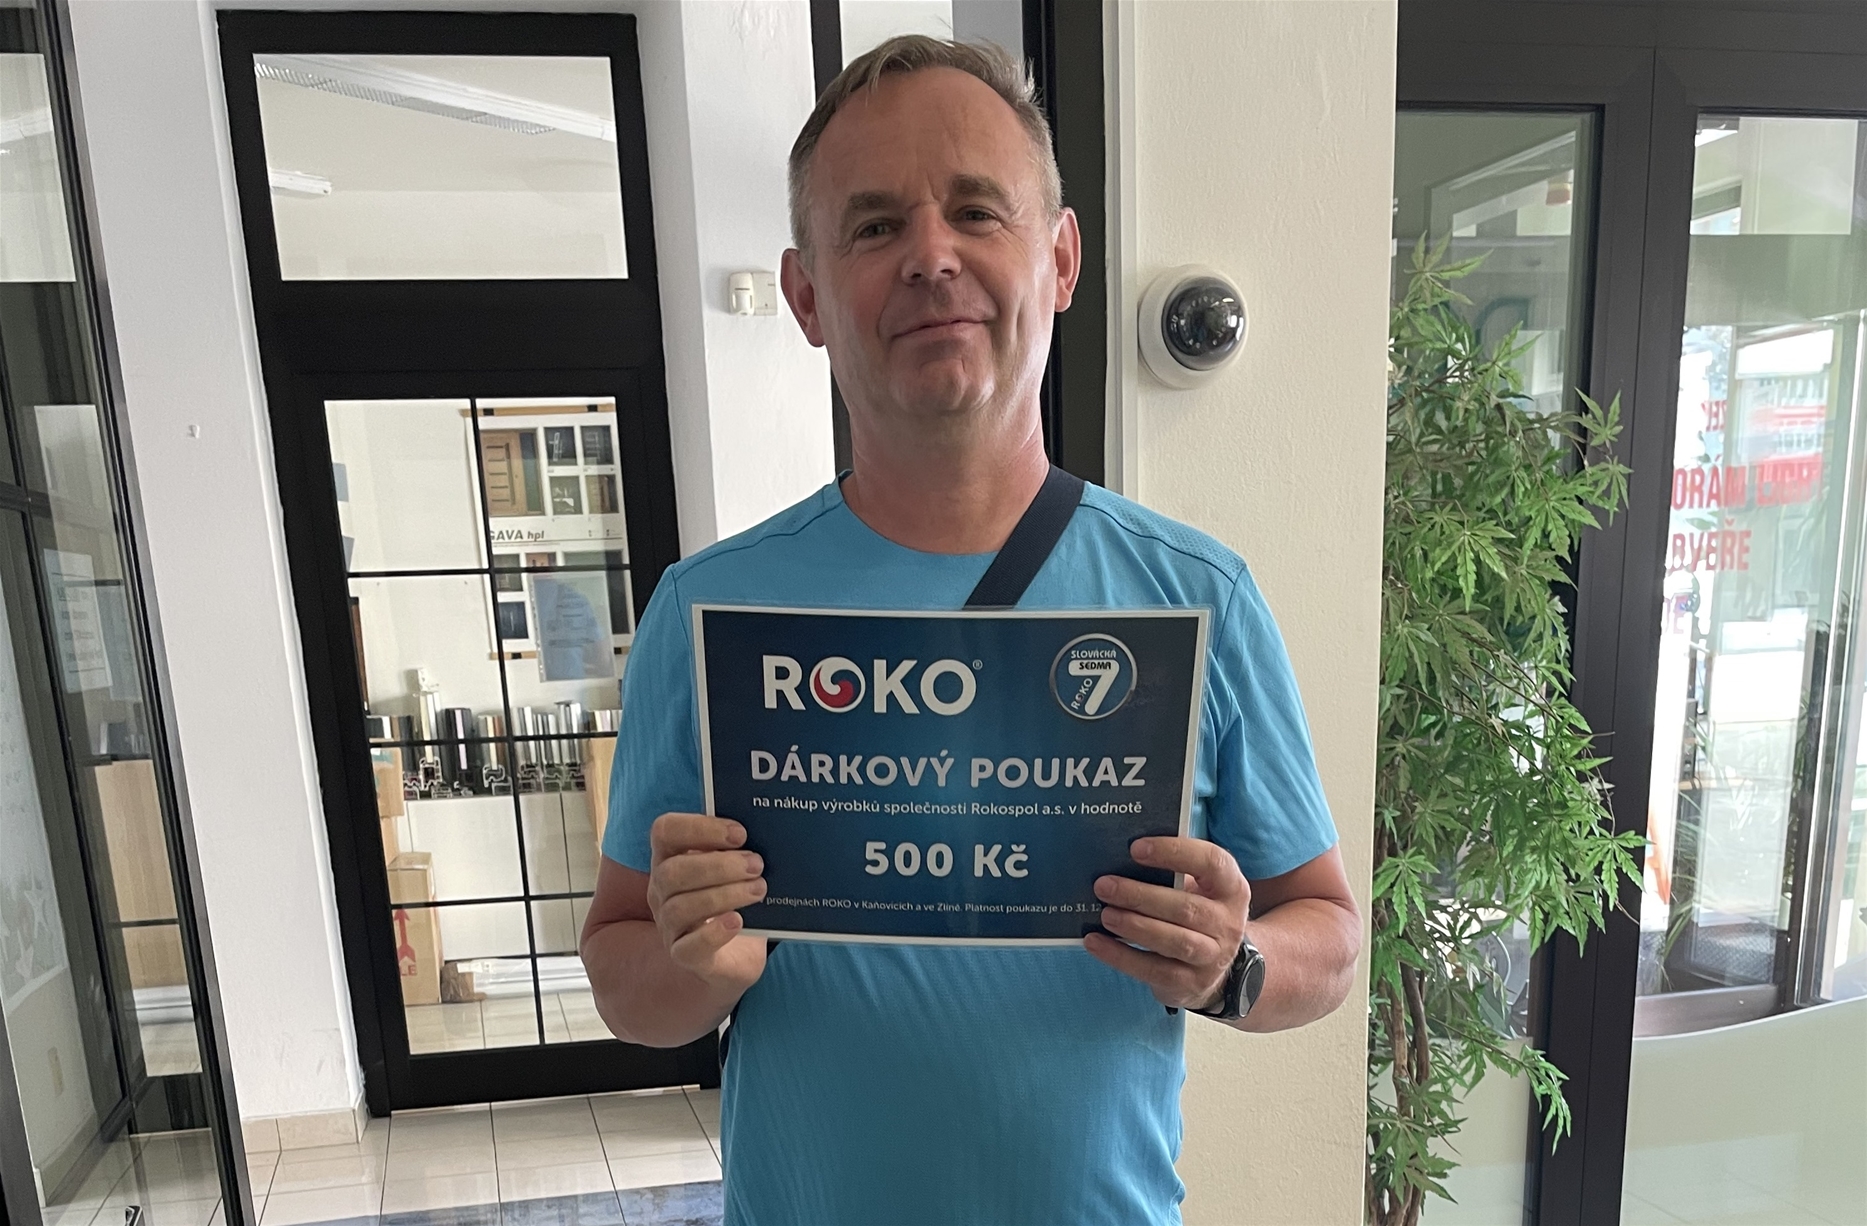 ROKO®
SLOVÁCKÁ
SEDMA
7
ROKO
DÁRKOVÝ POUKAZ
na nákup výrobků společnosti Rokospol a.s. v hodnotě
500 Kč
prodejnách ROKO v Kaňovicích a ve Zlíně. Platnost poukazu je do 31. 12
GAVA hpl